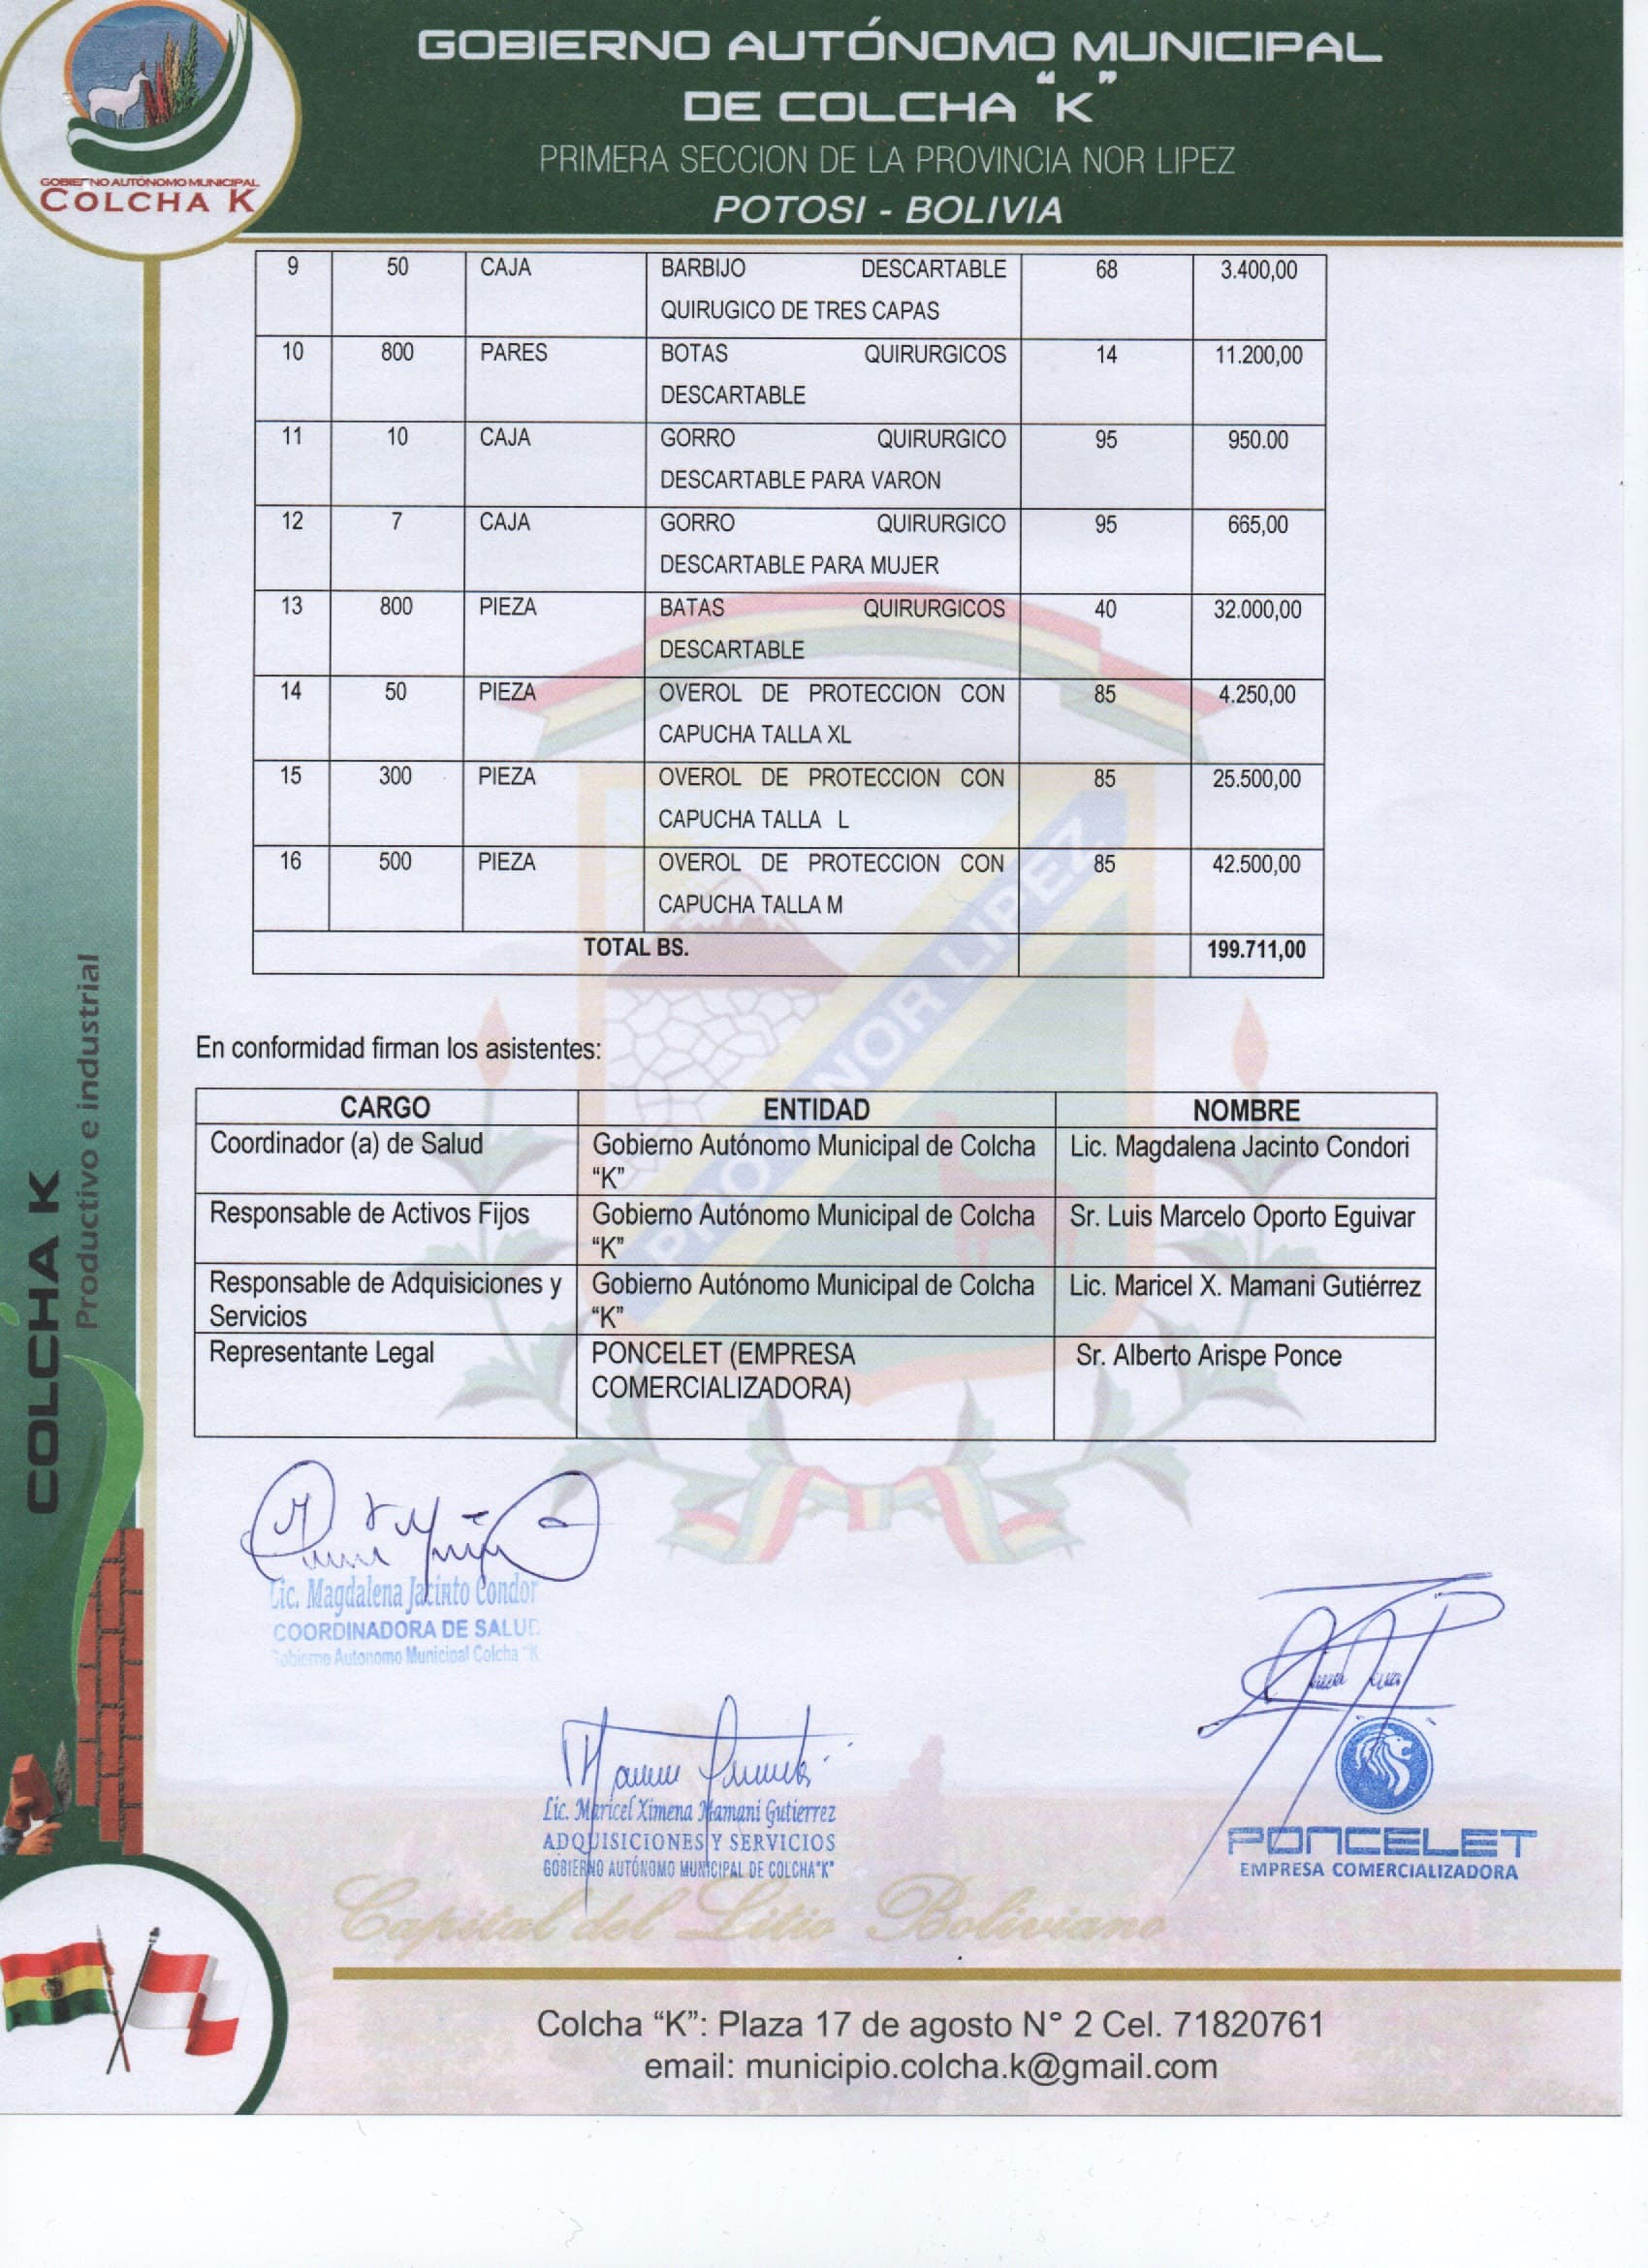 GOBIERNO AUTÓNOMO MUNICIPAL
DE COLCHA "K"
PRIMERA SECCION DE LA PROVINCIA NOR LIPEZ
POTOSI - BOLIVIA
GOBIERNO AUTÓNOMO MUNICIPAL
COLCHA K
9 50 CAJA BARBIJO DESCARTABLE 68 3.400,00
QUIRUGICO DE TRES CAPAS
10 800 PARES BOTAS QUIRURGICOS 14 11.200,00
DESCARTABLE
11 10 CAJA GORRO QUIRURGICO 95 950.00
DESCARTABLE PARA VARON
12 7 CAJA GORRO QUIRURGICO 95 665,00
DESCARTABLE PARA MUJER
13 800 PIEZA BATAS QUIRURGICOS 40 32.000,00
DESCARTABLE
14 50 PIEZA OVEROL DE PROTECCION CON 85 4.250,00
CAPUCHA TALLA XL
15 300 PIEZA OVEROL DE PROTECCION CON 85 25.500,00
CAPUCHA TALLA L
16 500 PIEZA OVEROL DE PROTECCION CON 85 42.500,00
CAPUCHA TALLA M
TOTAL BS. 199.711,00
PROV. NOR LIPEZ
COLCHA K
Productivo e industrial
En conformidad firman los asistentes:
CARGO ENTIDAD NOMBRE
Coordinador (a) de Salud Gobierno Autónomo Municipal de Colcha Lic. Magdalena Jacinto Condori
“K”
Responsable de Activos Fijos Gobierno Autónomo Municipal de Colcha Sr. Luis Marcelo Oporto Eguivar
“K”
Responsable de Adquisiciones y Gobierno Autónomo Municipal de Colcha Lic. Maricel X. Mamani Gutiérrez
Servicios “K”
Representante Legal PONCELET (EMPRESA Sr. Alberto Arispe Ponce
COMERCIALIZADORA)
Lic. Magdalena Jacinto Condor
COORDINADORA DE SALUD
Gobierno Autonomo Municipal Colcha "K
Lic. Maricel Ximena Mamani Gutierrez
ADQUISICIONES Y SERVICIOS
GOBIERNO AUTÓNOMO MUNICIPAL DE COLCHA"K"
PONCELET
EMPRESA COMERCIALIZADORA
Capital del Litio Boliviano
Colcha “K”: Plaza 17 de agosto N° 2 Cel. 71820761
email: municipio.colcha.k@gmail.com